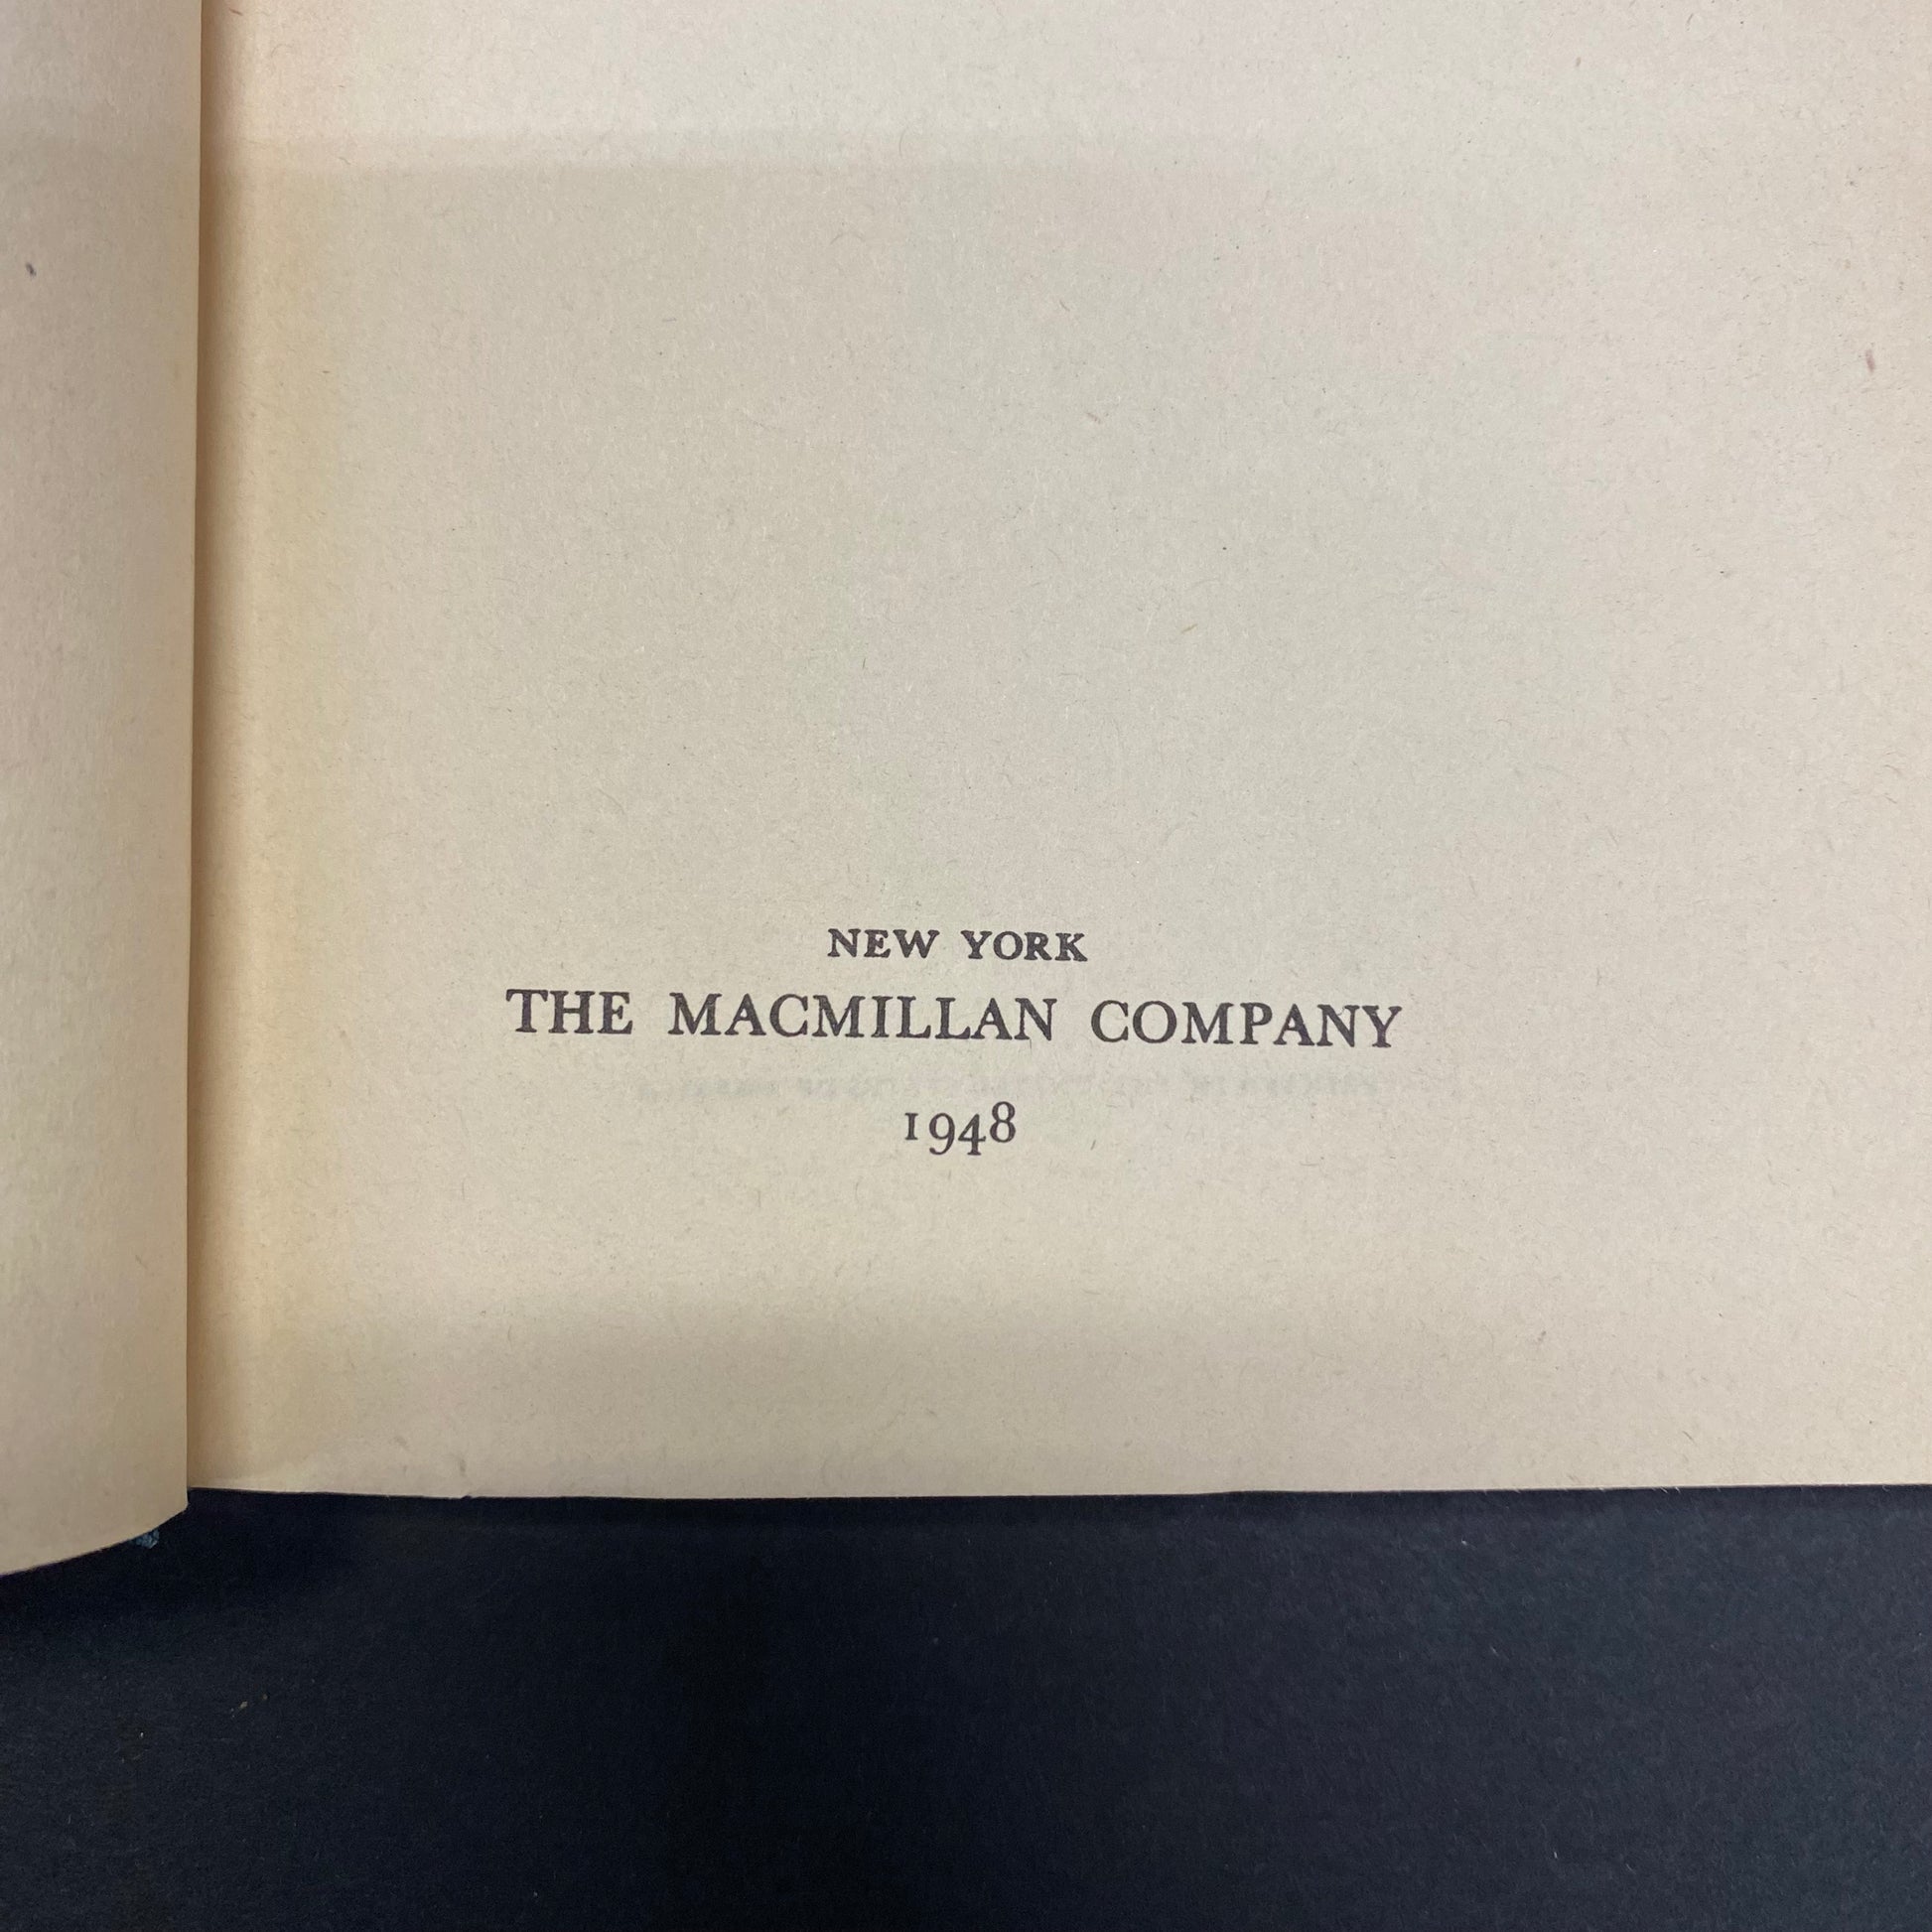 NEW YORK
THE MACMILLAN COMPANY
1948